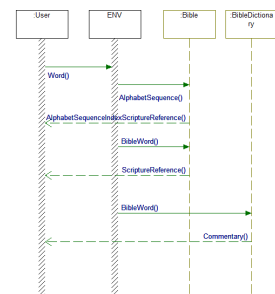 :User
ENV
:Bible
:BibleDictiona
ry
Word()
AlphabetSequence()
AlphabetSequenceIndexScriptureReference()
BibleWord()
ScriptureReference()
BibleWord()
Commentary()